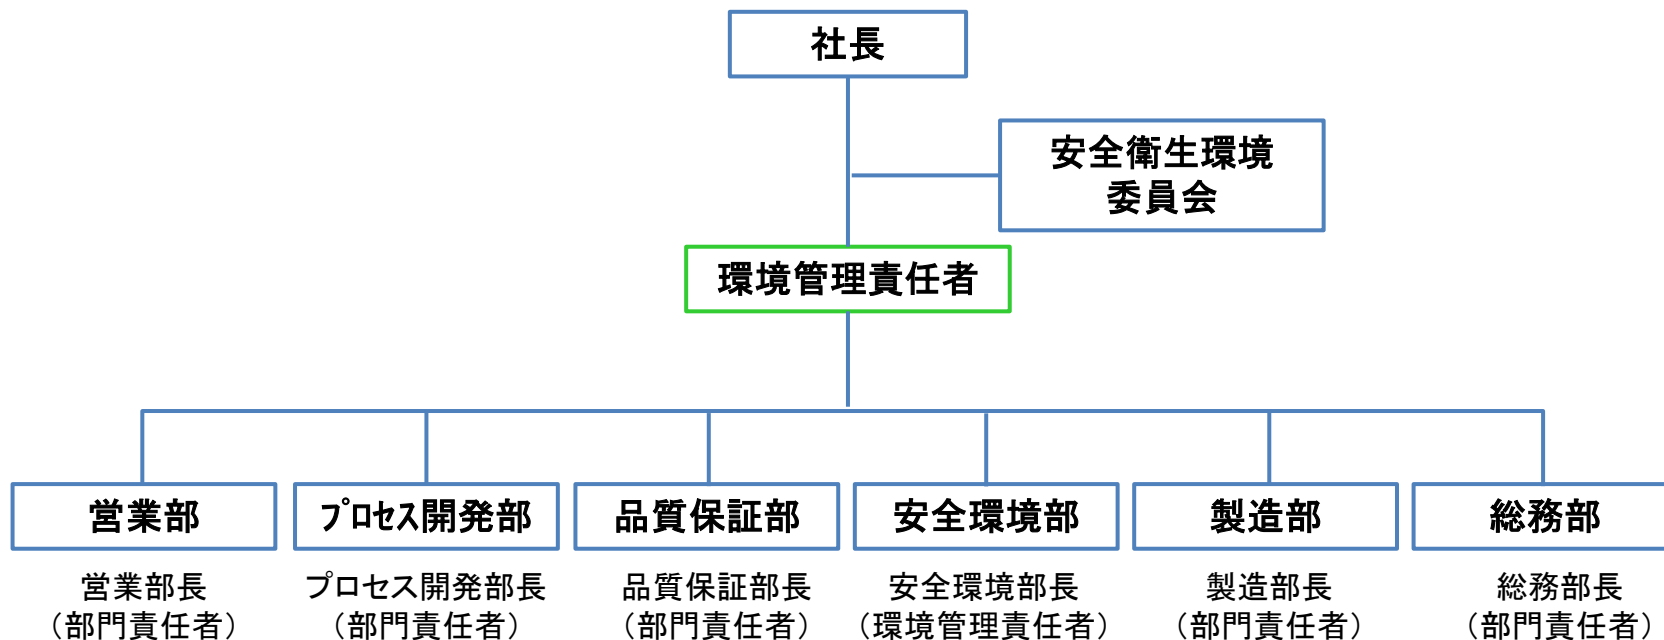 社長
安全衛生環境
委員会
環境管理責任者
営業部
プロセス開発部
品質保証部
安全環境部
製造部
総務部
営業部長
(部門責任者)
プロセス開発部長
(部門責任者)
品質保証部長
(部門責任者)
安全環境部長
(環境管理責任者)
製造部長
(部門責任者)
総務部長
(部門責任者)